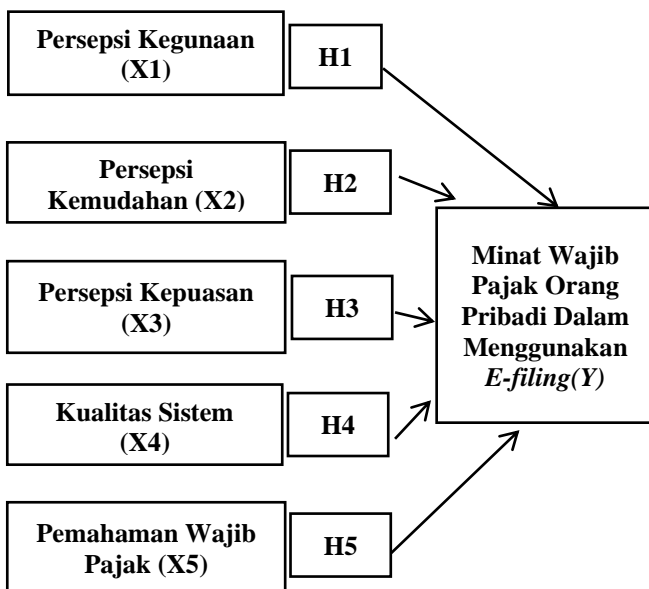 Persepsi Kegunaan
(X1)
H1
Persepsi
Kemudahan (X2)
H2
Persepsi Kepuasan
(X3)
H3
Kualitas Sistem
(X4)
H4
Pemahaman Wajib
Pajak (X5)
H5
Minat Wajib
Pajak Orang
Pribadi Dalam
Menggunakan
E-filing(Y)